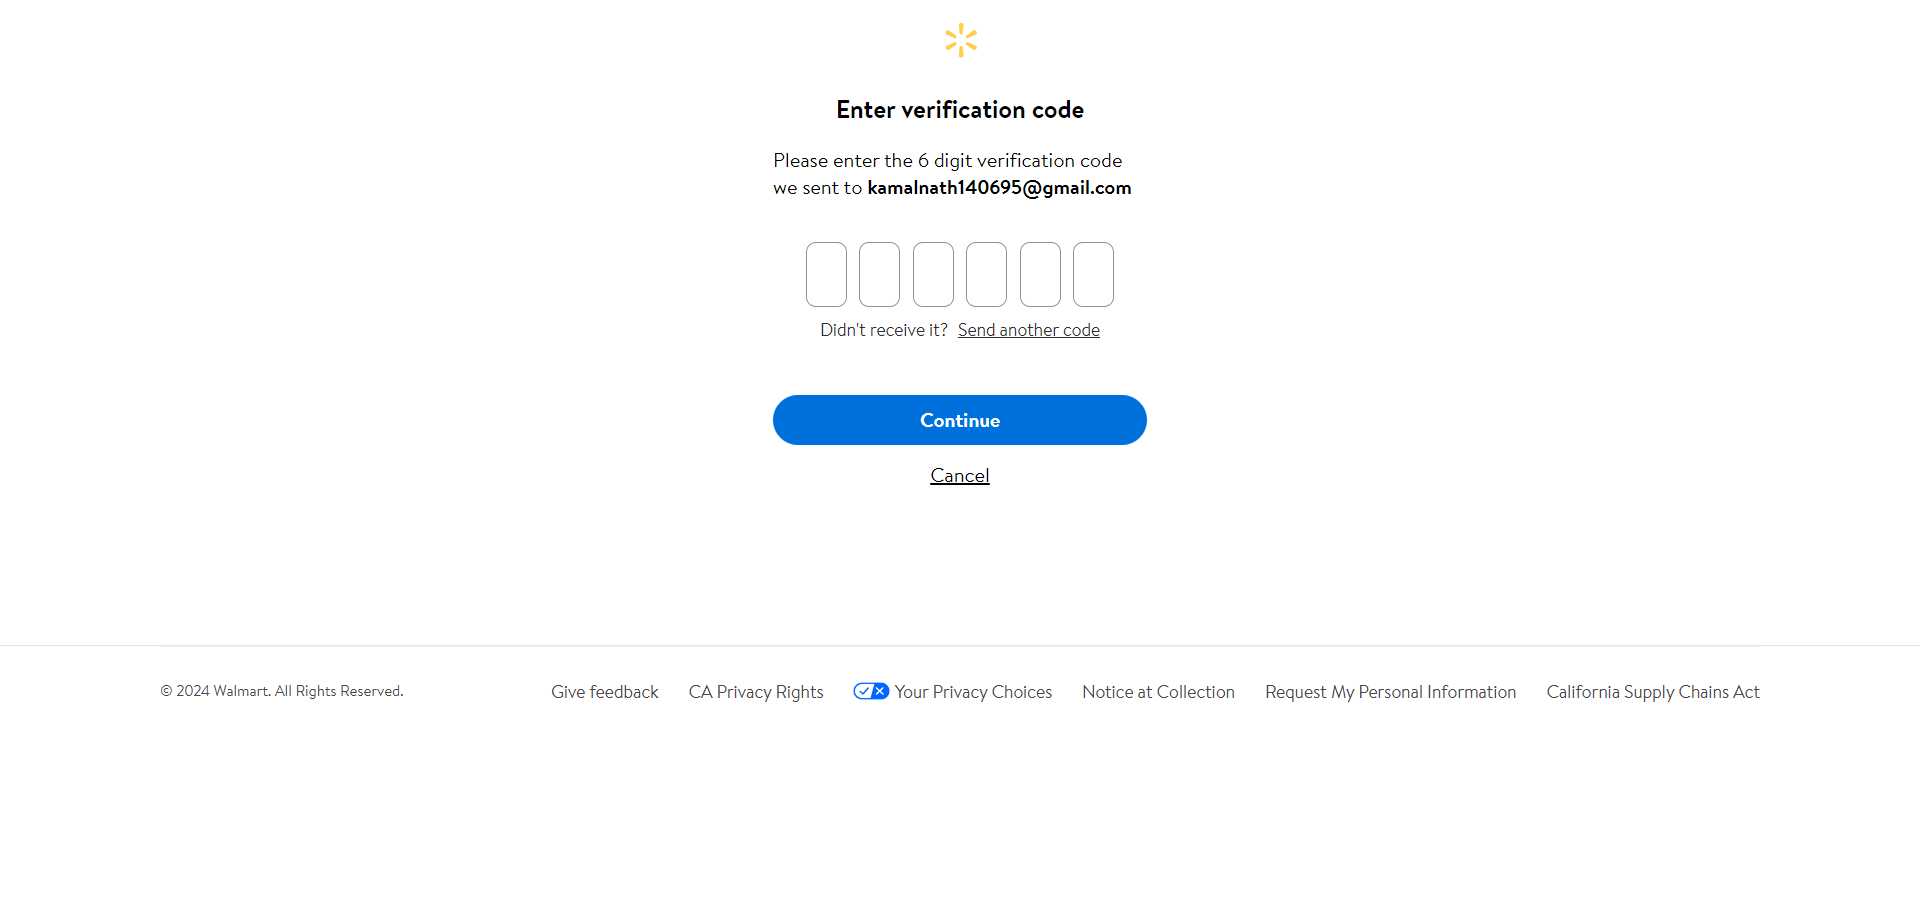 Enter verification code
Please enter the 6 digit verification code
we sent to kamalnath140695@gmail.com
Didn't receive it? Send another code
Continue
Cancel
© 2024 Walmart. All Rights Reserved. Give feedback CA Privacy Rights Your Privacy Choices Notice at Collection Request My Personal Information California Supply Chains Act